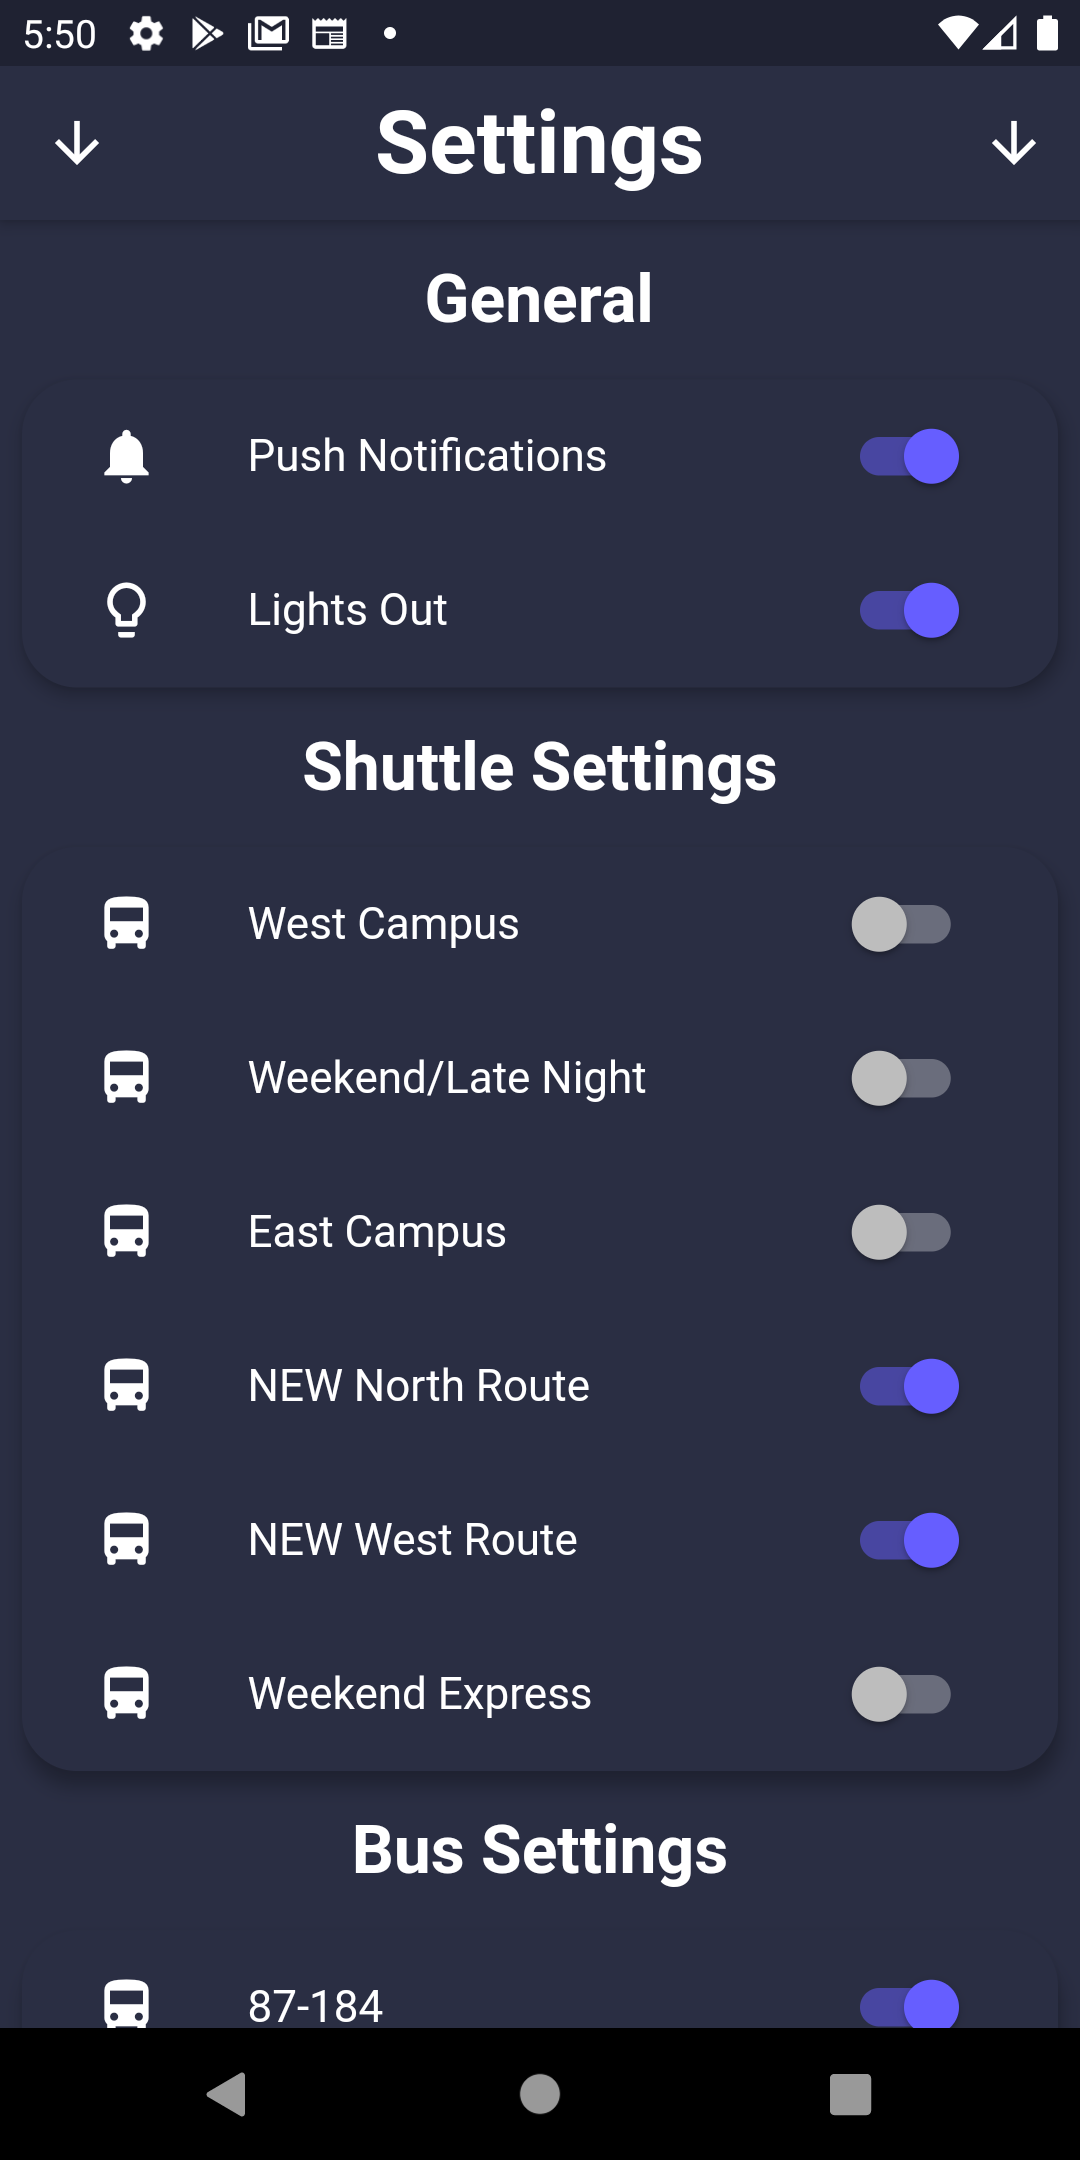 5:50
Settings
General
Push Notifications
Lights Out
Shuttle Settings
West Campus
Weekend/Late Night
East Campus
NEW North Route
NEW West Route
Weekend Express
Bus Settings
87-184